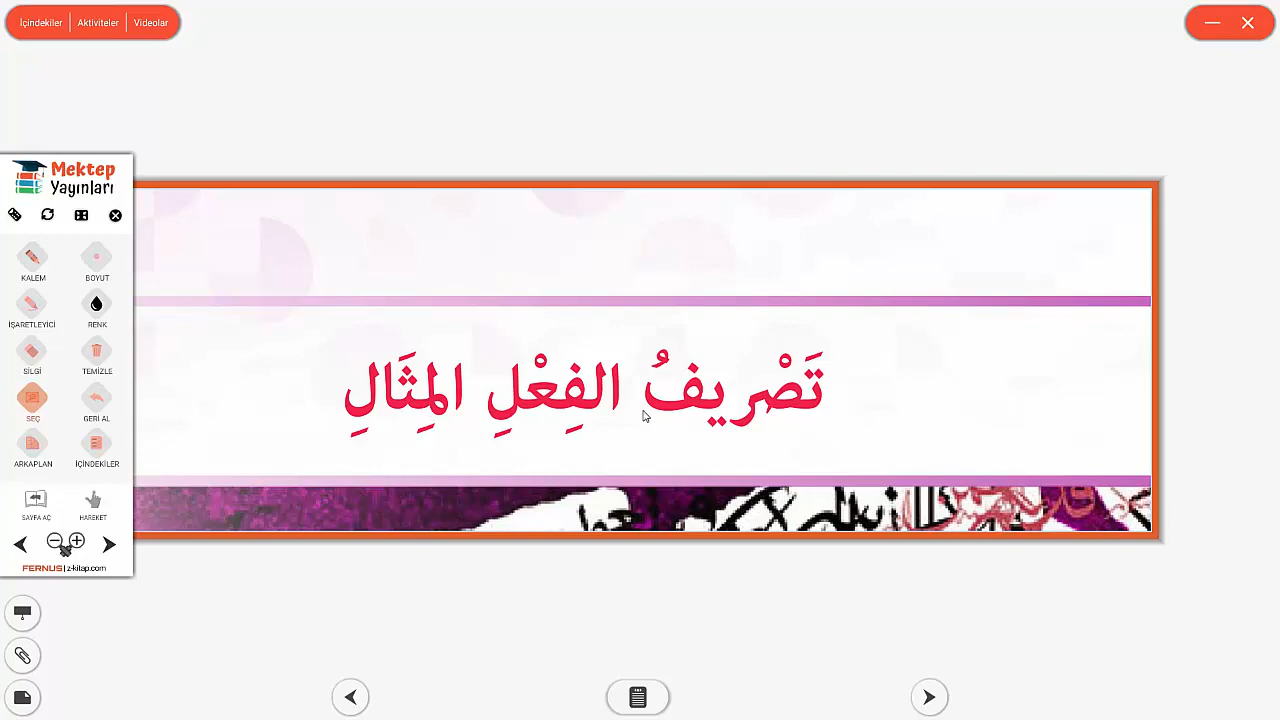 İçindekiler
Aktiviteler
Videolar
Mektep
Yayınları
KALEM
BOYUT
İŞARETLEYİCİ
RENK
SİLGİ
TEMİZLE
SEÇ
GERİ AL
ARKAPLAN
İÇİNDEKİLER
SAYFA AÇ
HAREKET
FERNUS | z-kitap.com
تَصْرِيفُ الفِعْلِ المِثَالِ